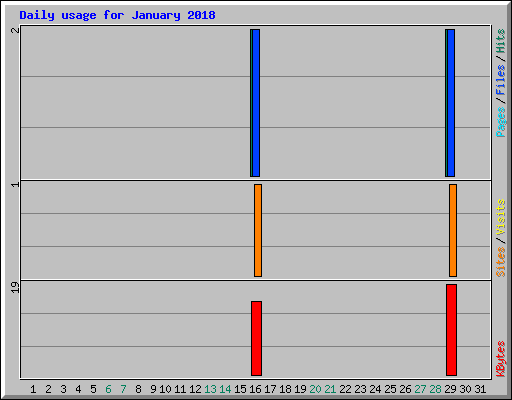 Daily usage for January 2018
2
Pages/Files/Hits
1
Sites/Visits
19
KBytes
1 2 3 4 5 6 7 8 9 10 11 12 13 14 15 16 17 18 19 20 21 22 23 24 25 26 27 28 29 30 31